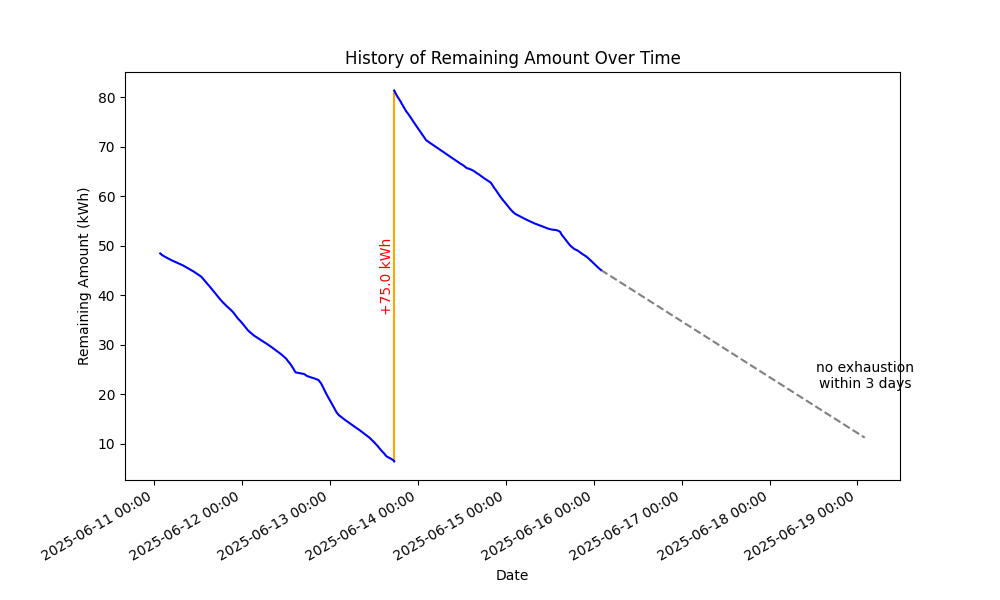 History of Remaining Amount Over Time
Remaining Amount (kWh)
80
70
60
50
40
30
20
10
+75.0 kWh
no exhaustion
within 3 days
2025-06-11 00:00
2025-06-12 00:00
2025-06-13 00:00
2025-06-14 00:00
2025-06-15 00:00
2025-06-16 00:00
2025-06-17 00:00
2025-06-18 00:00
2025-06-19 00:00
Date